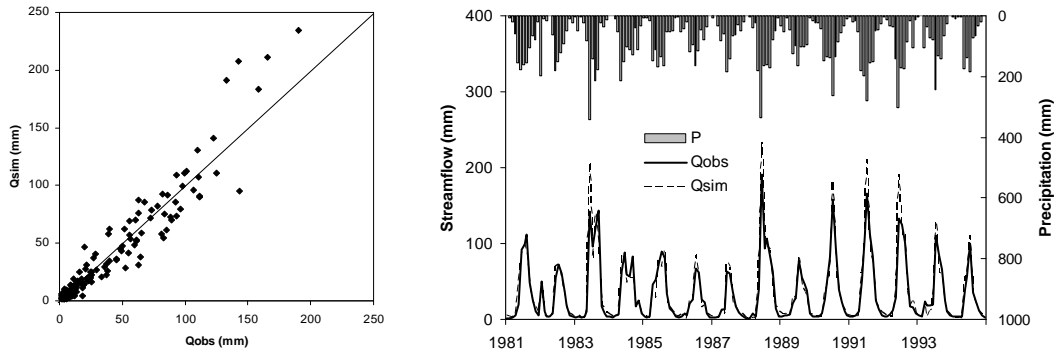 250
200
150
100
50
0
Qsim (mm)
0 50 100 150 200 250
Qobs (mm)
400
300
200
100
0
Streamflow (mm)
P
Qobs
Qsim
0
200
400
600
800
1000
Precipitation (mm)
1981 1983 1985 1987 1989 1991 1993